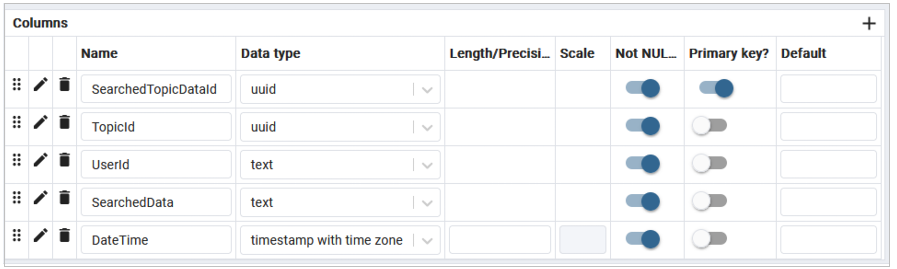 Columns
Name Data type Length/Precisi... Scale Not NUL... Primary key? Default
SearchedTopicDataId uuid
TopicId uuid
UserId text
SearchedData text
DateTime timestamp with time zone